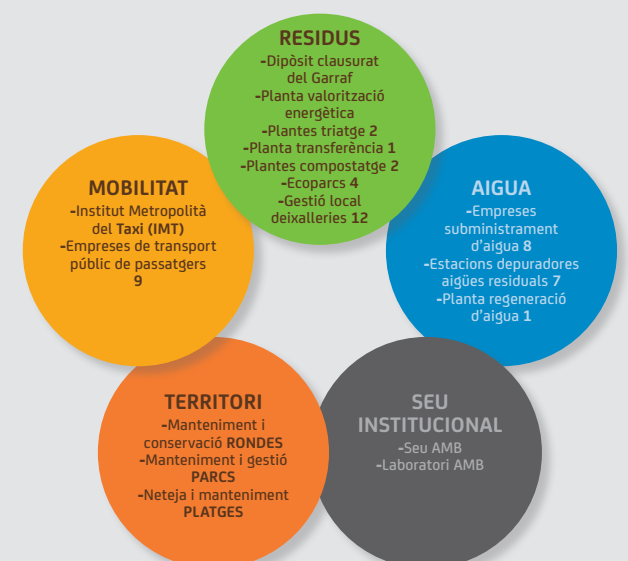 RESIDUS
-Dipòsit clausurat
del Garraf
-Planta valorització
energètica
-Plantes triatge 2
-Planta transferència 1
-Plantes compostatge 2
-Ecoparcs 4
-Gestió local
deixalleries 12
MOBILITAT
-Institut Metropolità
del Taxi (IMT)
-Empreses de transport
públic de passatgers
9
AIGUA
-Empreses
subministrament
d'aigua 8
-Estacions depuradores
aigües residuals 7
-Planta regeneració
d'aigua 1
TERRITORI
-Manteniment i
conservació RONDES
-Manteniment i gestió
PARCS
-Neteja i manteniment
PLATGES
SEU
INSTITUCIONAL
-Seu AMB
-Laboratori AMB